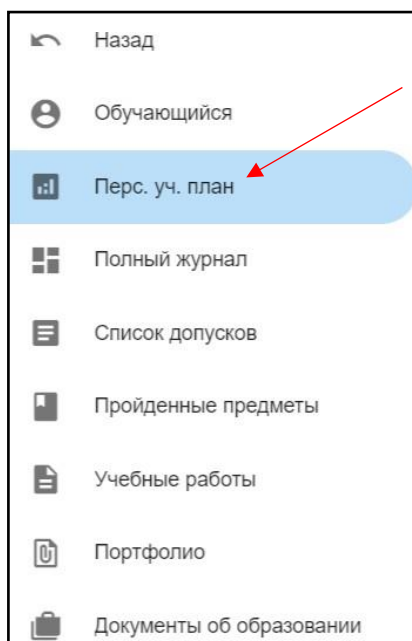 Назад
Обучающийся
Перс. уч. план
Полный журнал
Список допусков
Пройденные предметы
Учебные работы
Портфолио
Документы об образовании